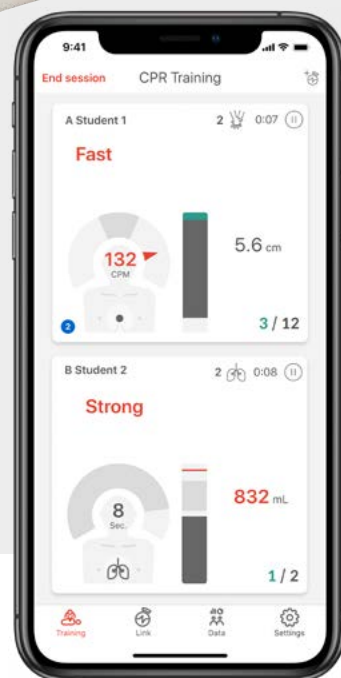 9:41
End session CPR Training
A Student 1 2 0:07
Fast
132
CPM
5.6 cm
2
3 / 12
B Student 2 2 0:08
Strong
8
Sec.
832 mL
1 / 2
Training Link Data Settings